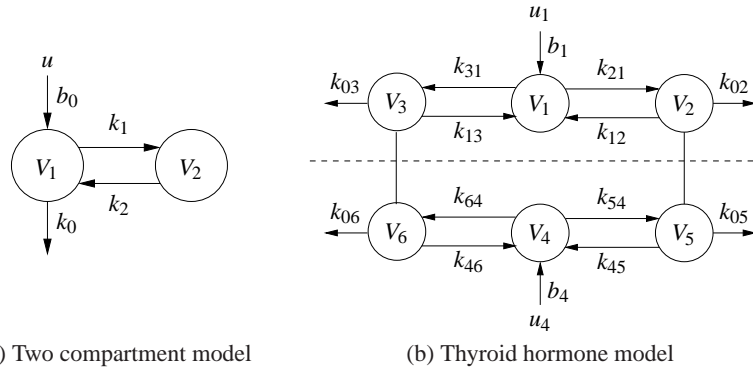 u
b0
k1
V1
V2
k2
k0
) Two compartment model
u1
b1
k03
k31
k21
k02
V3
V1
V2
k13
k12
k06
k64
k54
k05
V6
V4
V5
k46
k45
b4
u4
(b) Thyroid hormone model